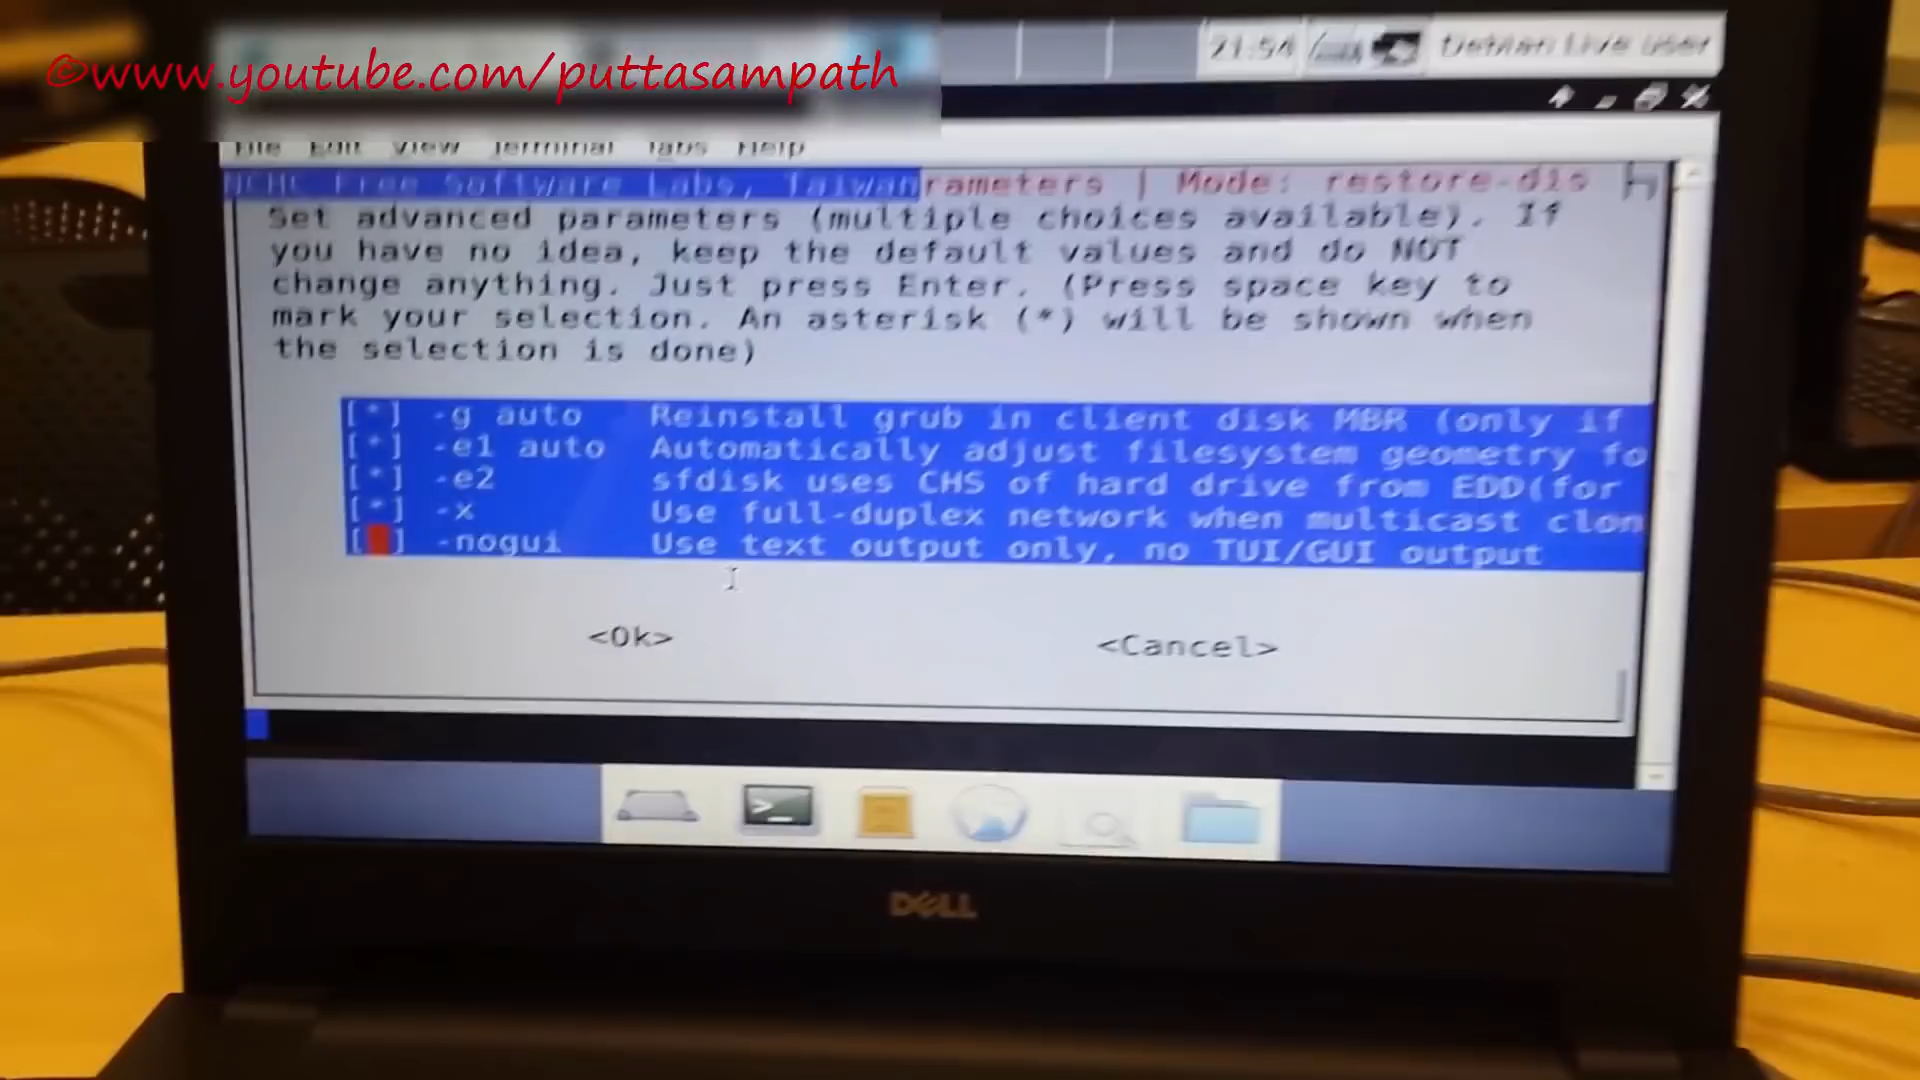 ©www.youtube.com/puttasampath
21:54
Debian Live user
File Edit View Terminal Tabs Help
NCHC Free Software Labs, Taiwanrameters | Mode: restore-dis
Set advanced parameters (multiple choices available). If
you have no idea, keep the default values and do NOT
change anything. Just press Enter. (Press space key to
mark your selection. An asterisk (*) will be shown when
the selection is done)
[*] -g auto Reinstall grub in client disk MBR (only if
[*] -e1 auto Automatically adjust filesystem geometry fo
[*] -e2 sfdisk uses CHS of hard drive from EDD(for
[*] -x Use full-duplex network when multicast clon
[ ] -nogui Use text output only, no TUI/GUI output
<Ok> <Cancel>
DELL